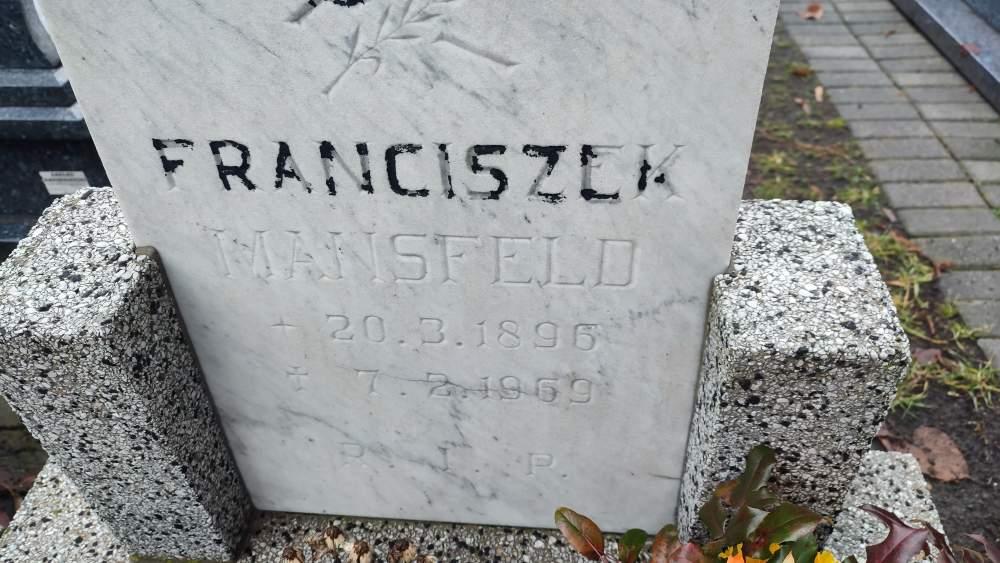 FRANCISZEK
MANSFELD
+ 20.3.1896
† 7.2.1969
R. I. P.